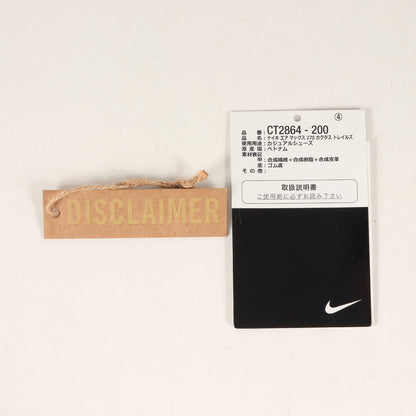 ④
品 番: CT2864 - 200
品 名: ナイキ エア マックス 270 カクタス トレイルズ
使用用途: カジュアルシューズ
原 産 国: ベトナム
素材表記
甲: 合成繊維+合成樹脂+合成皮革
底: ゴム底
そ の 他:
取扱説明書
ご使用前に必ずお読み下さい
DISCLAIMER